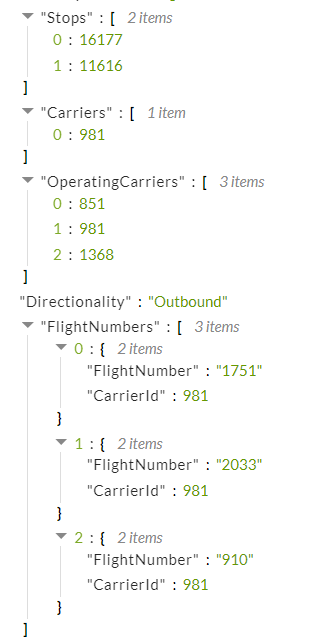 "Stops" : [ 2 items
0 : 16177
1 : 11616
]
"Carriers" : [ 1 item
0 : 981
]
"OperatingCarriers" : [ 3 items
0 : 851
1 : 981
2 : 1368
]
"Directionality" : "Outbound"
"FlightNumbers" : [ 3 items
0 : { 2 items
"FlightNumber" : "1751"
"CarrierId" : 981
}
1 : { 2 items
"FlightNumber" : "2033"
"CarrierId" : 981
}
2 : { 2 items
"FlightNumber" : "910"
"CarrierId" : 981
}
]